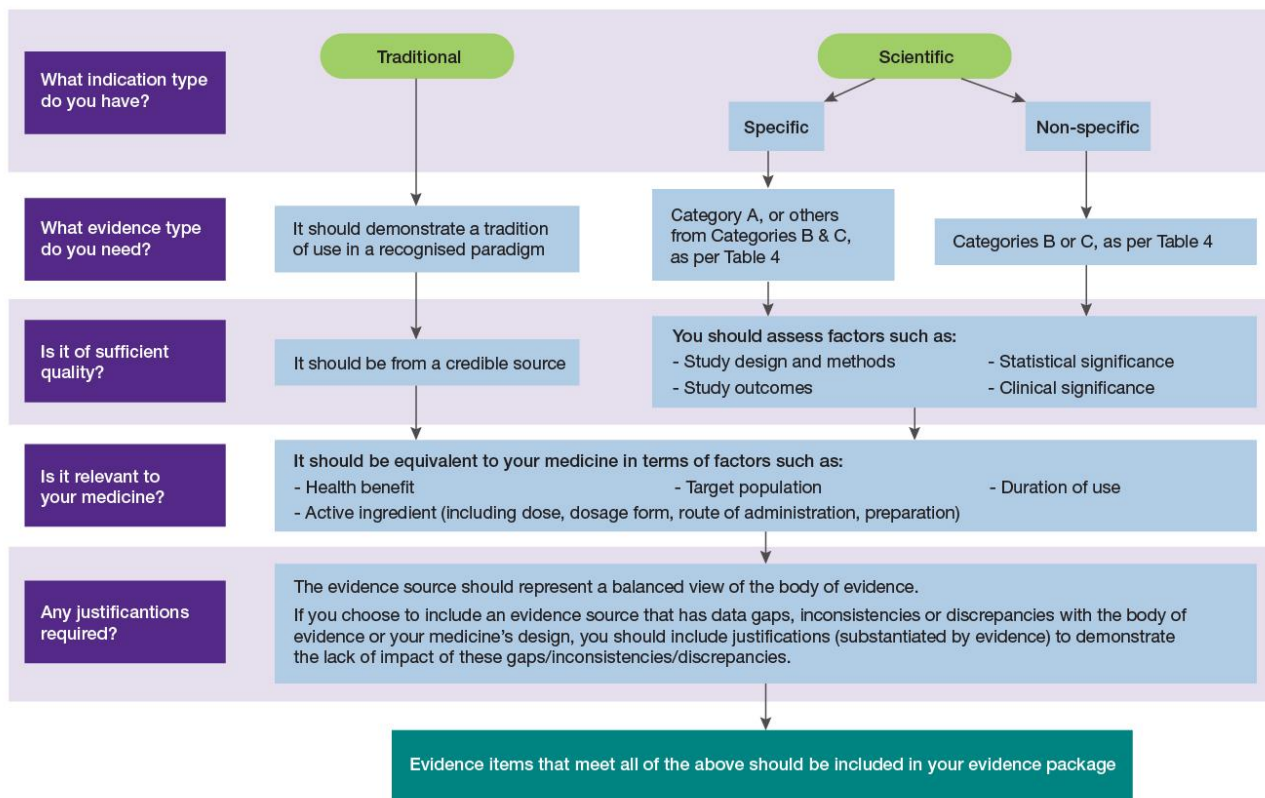 What indication type
do you have?
Traditional
Scientific
Specific
Non-specific
What evidence type
do you need?
It should demonstrate a tradition
of use in a recognised paradigm
Category A, or others
from Categories B & C,
as per Table 4
Categories B or C, as per Table 4
Is it of sufficient
quality?
It should be from a credible source
You should assess factors such as:
- Study design and methods
- Statistical significance
- Study outcomes
- Clinical significance
Is it relevant to
your medicine?
It should be equivalent to your medicine in terms of factors such as:
- Health benefit
- Target population
- Duration of use
- Active ingredient (including dose, dosage form, route of administration, preparation)
Any justificantions
required?
The evidence source should represent a balanced view of the body of evidence.
If you choose to include an evidence source that has data gaps, inconsistencies or discrepancies with the body of
evidence or your medicine's design, you should include justifications (substantiated by evidence) to demonstrate
the lack of impact of these gaps/inconsistencies/discrepancies.
Evidence items that meet all of the above should be included in your evidence package